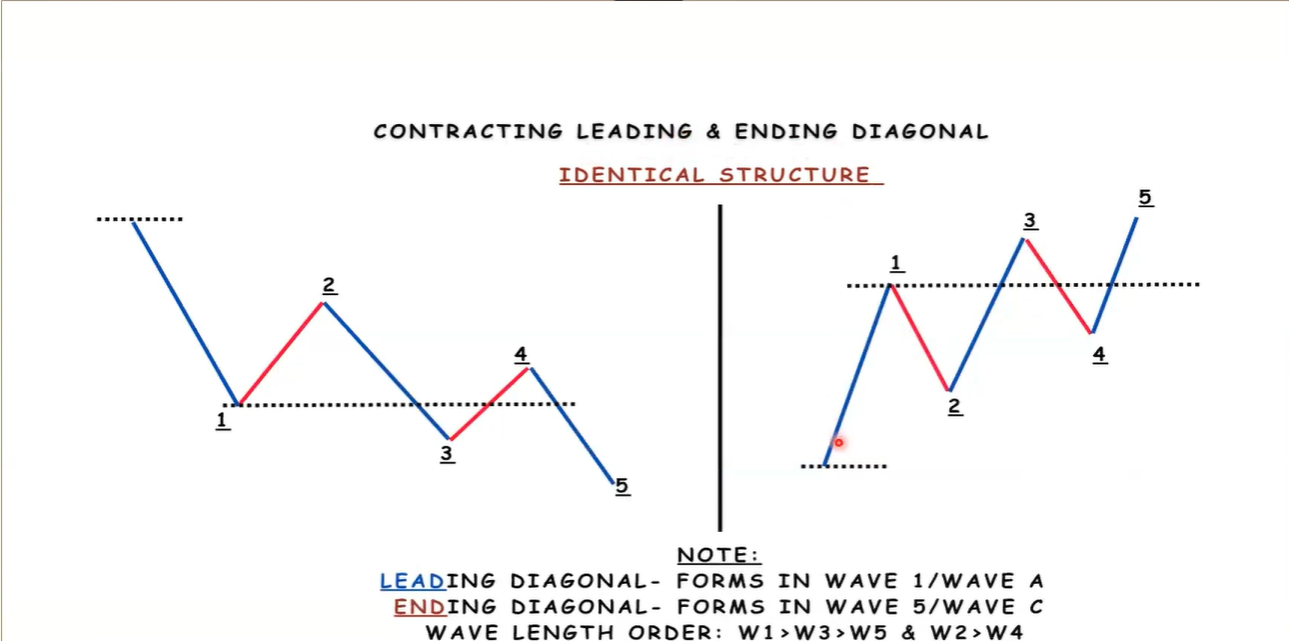 CONTRACTING LEADING & ENDING DIAGONAL
IDENTICAL STRUCTURE
1
2
3
4
5
1
2
3
4
5
NOTE:
LEADING DIAGONAL- FORMS IN WAVE 1/WAVE A
ENDING DIAGONAL- FORMS IN WAVE 5/WAVE C
WAVE LENGTH ORDER: W1>W3>W5 & W2>W4